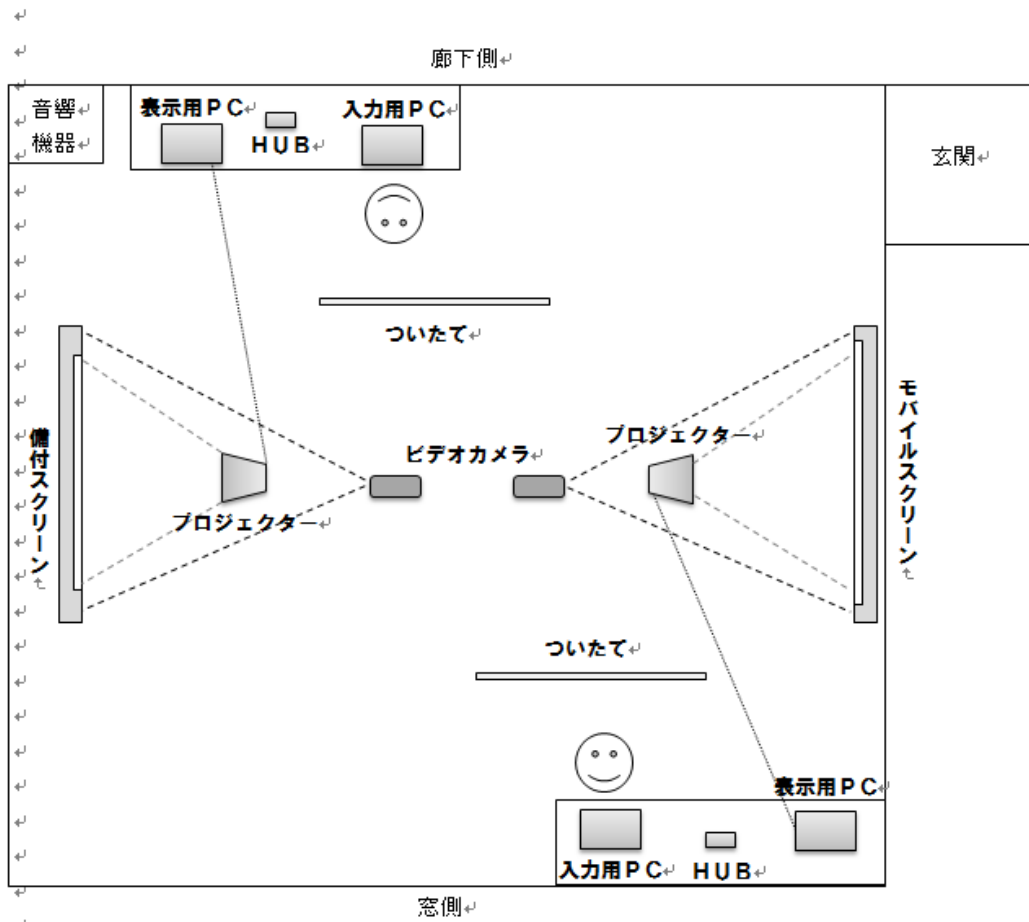 廊下側
音響
機器
表示用ＰＣ
ＨＵＢ
入力用ＰＣ
玄関
ついたて
備付スクリーン
プロジェクター
ビデオカメラ
プロジェクター
モバイルスクリーン
ついたて
表示用ＰＣ
入力用ＰＣ
ＨＵＢ
窓側